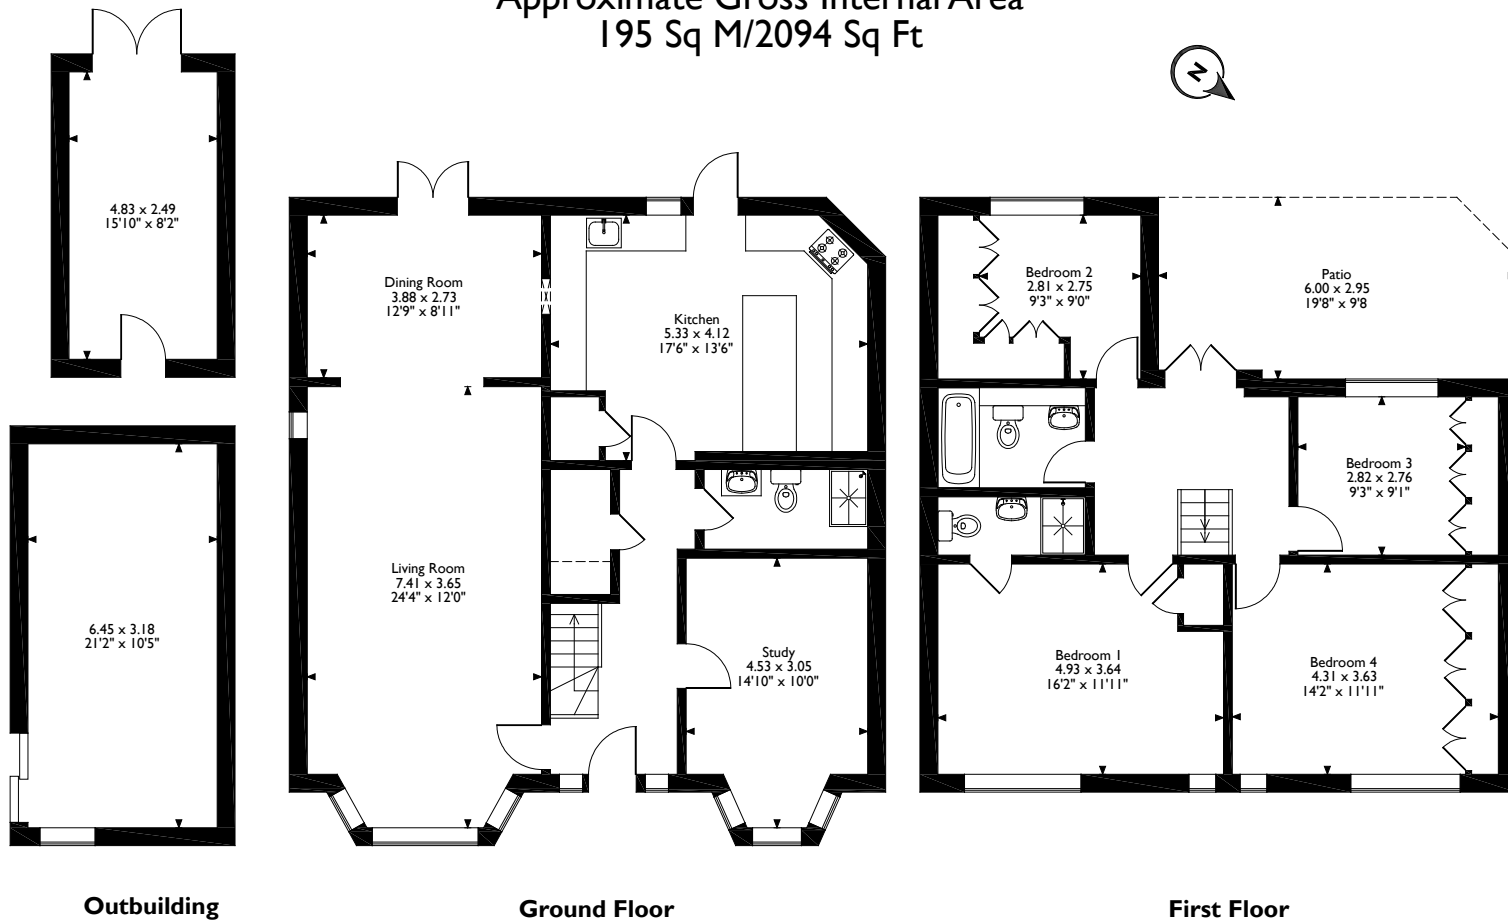 Approximate Gross Internal Area
195 Sq M/2094 Sq Ft
N
4.83 x 2.49
15'10" x 8'2"
6.45 x 3.18
21'2" x 10'5"
Outbuilding
Dining Room
3.88 x 2.73
12'9" x 8'11"
Kitchen
5.33 x 4.12
17'6" x 13'6"
Living Room
7.41 x 3.65
24'4" x 12'0"
Study
4.53 x 3.05
14'10" x 10'0"
Ground Floor
Bedroom 2
2.81 x 2.75
9'3" x 9'0"
Patio
6.00 x 2.95
19'8" x 9'8
Bedroom 3
2.82 x 2.76
9'3" x 9'1"
Bedroom 1
4.93 x 3.64
16'2" x 11'11"
Bedroom 4
4.31 x 3.63
14'2" x 11'11"
First Floor